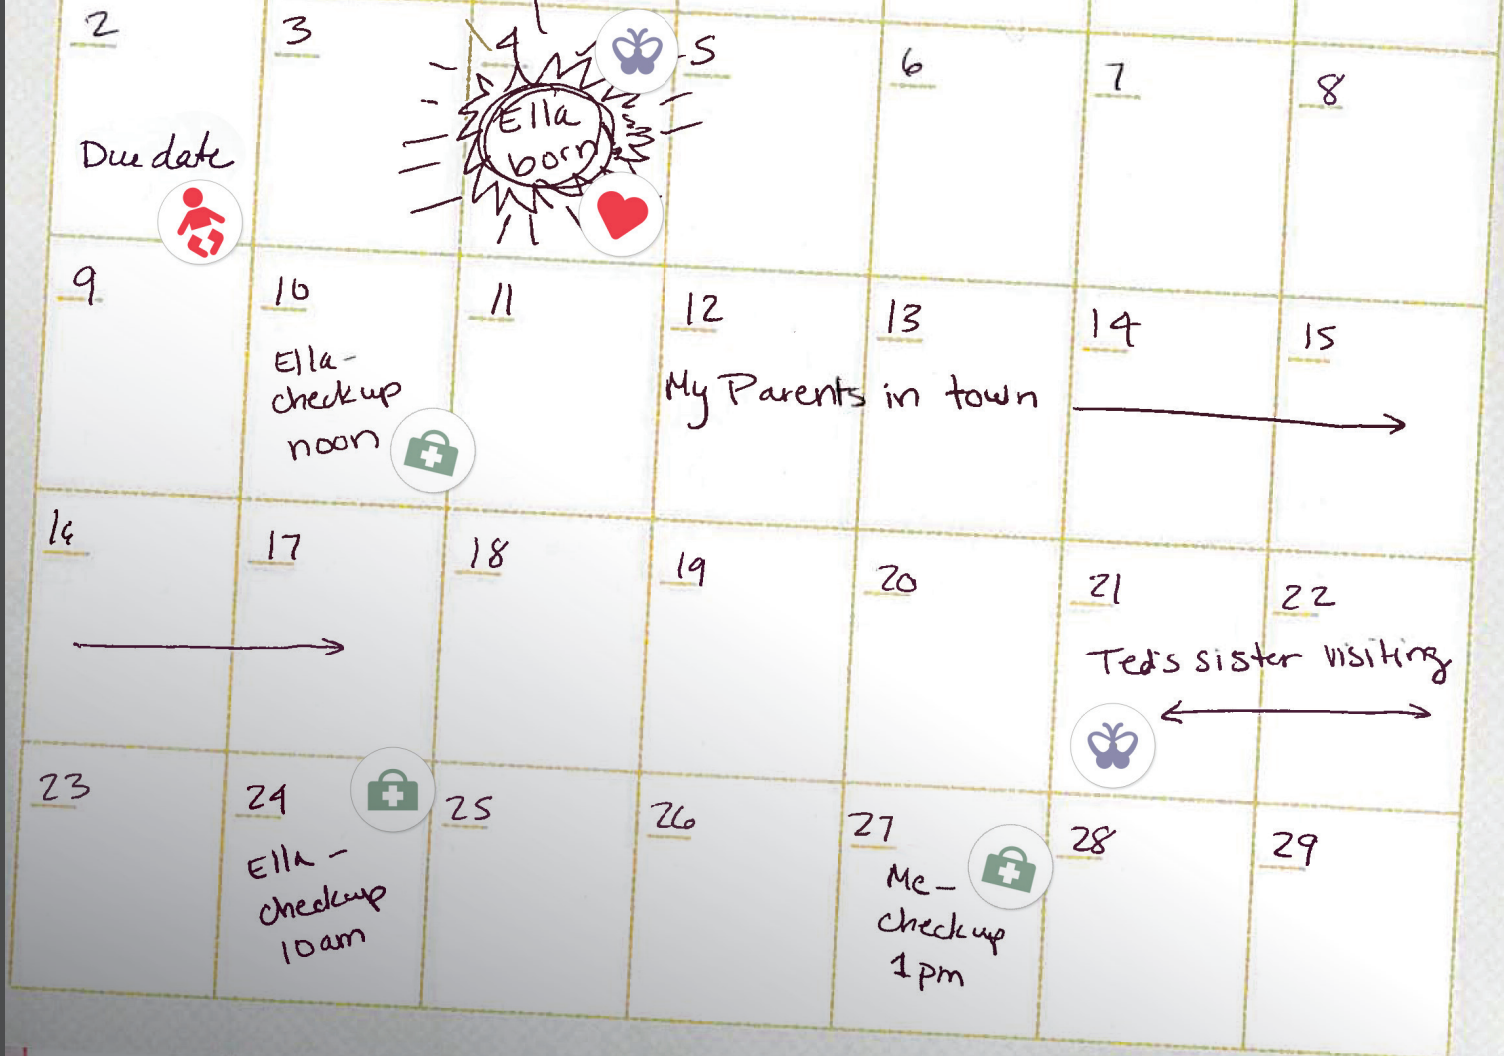 2
3
4
5
6
7
8
Due date
Ella
born
9
10
11
12
13
14
15
Ella -
checkup
noon
My Parents in town
16
17
18
19
20
21
22
Ted's sister visiting
23
24
25
26
27
28
29
Ella -
checkup
10am
Me -
checkup
1pm